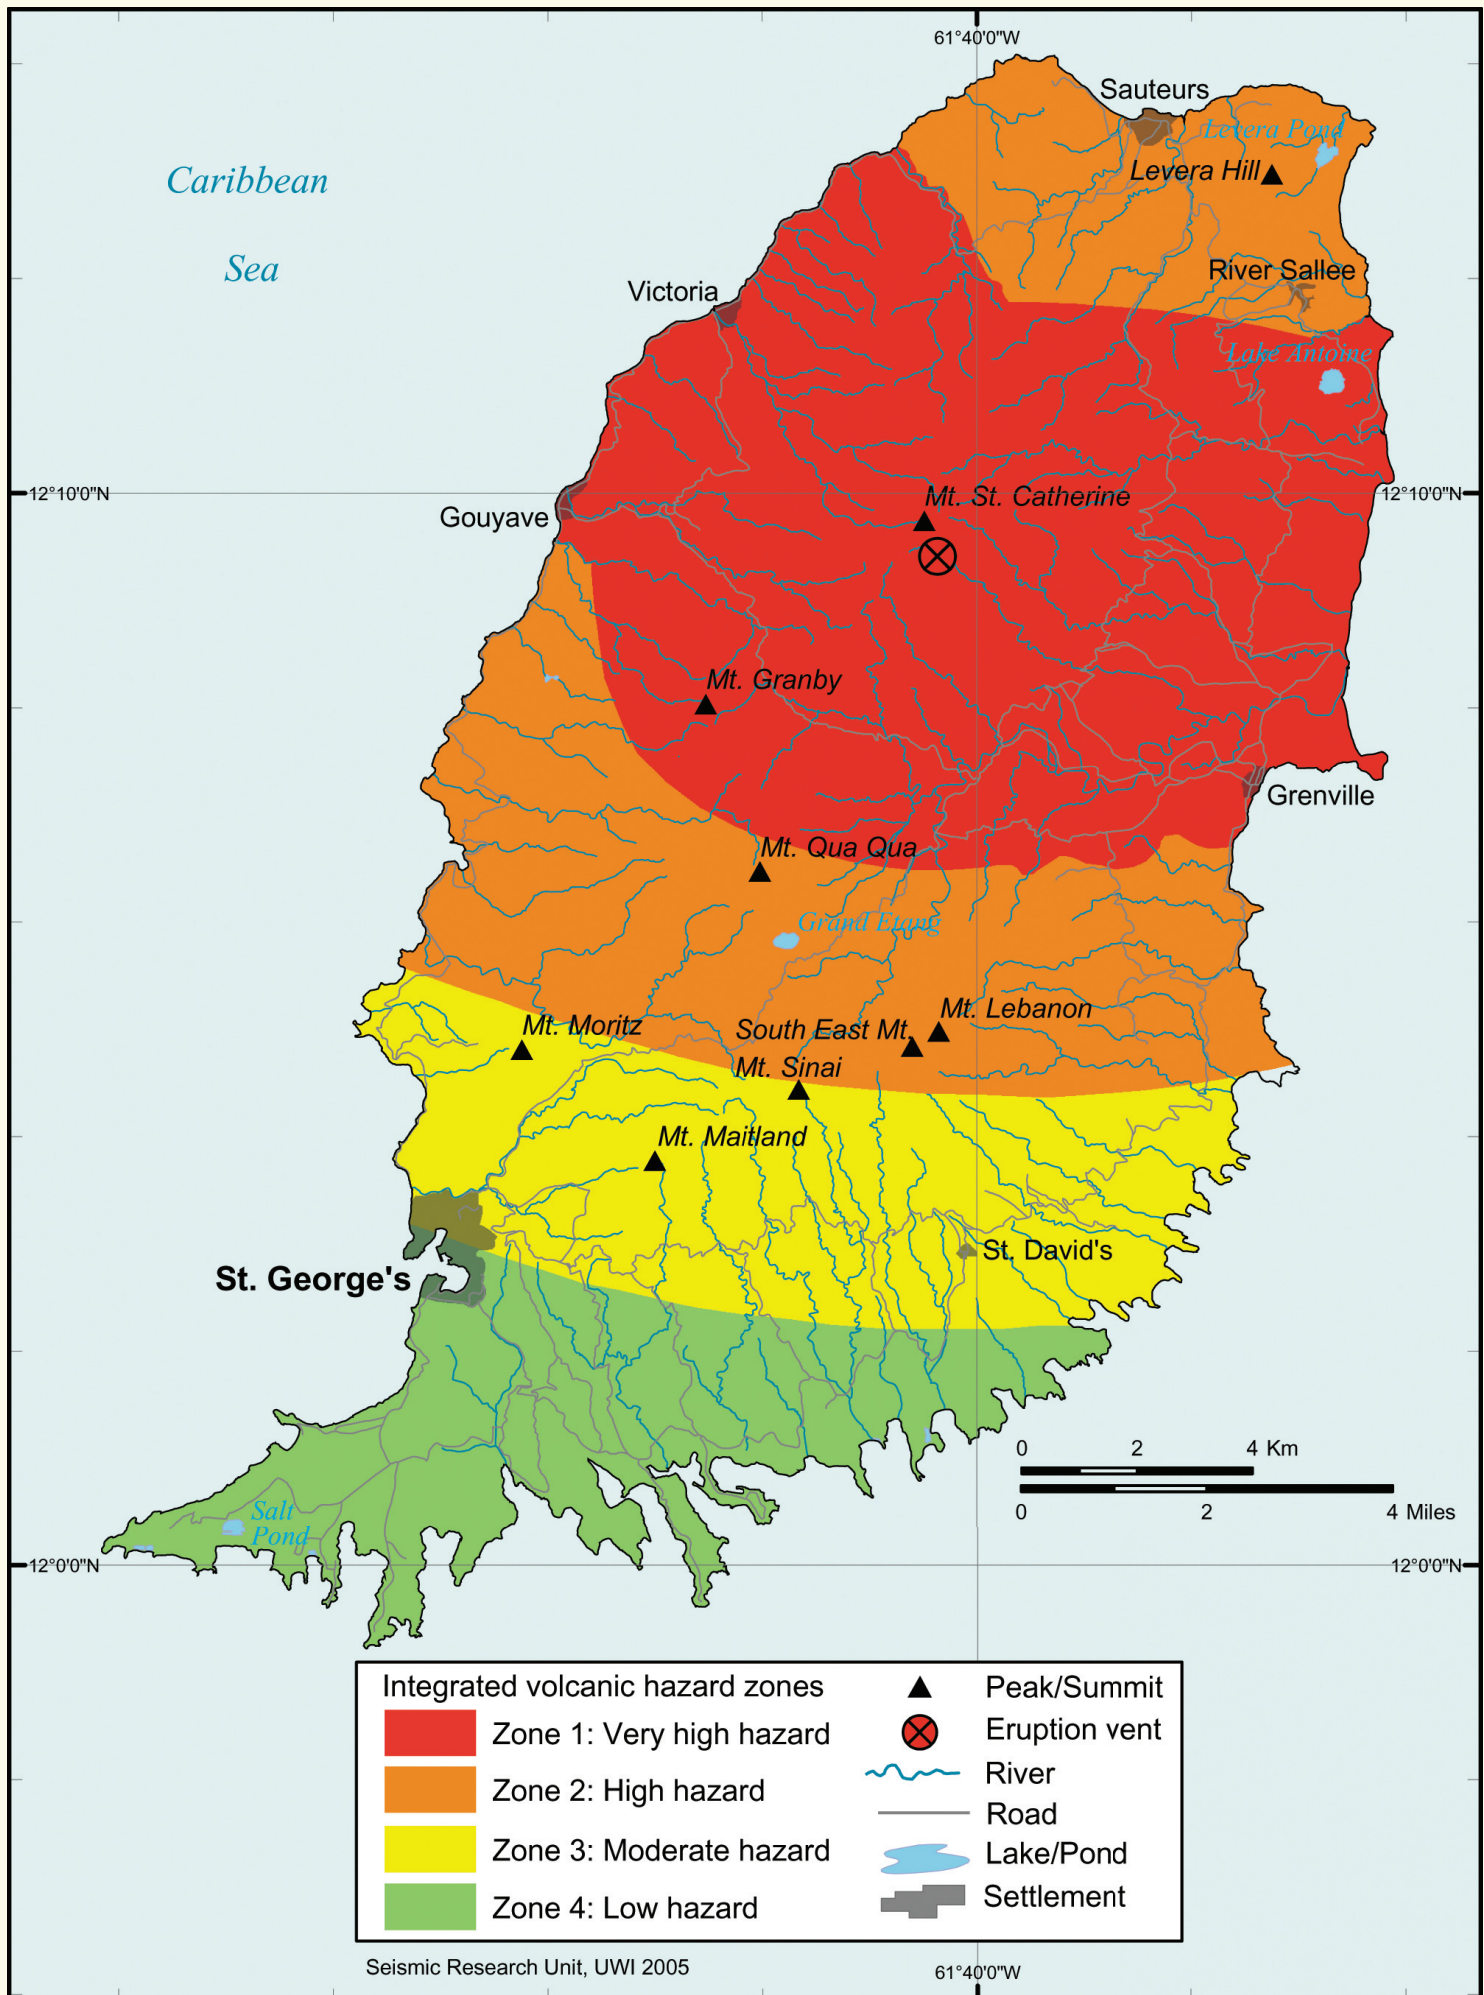 61°40'0"W
Sauteurs
Levera Pond
Levera Hill
Caribbean
Sea
River Sallee
Victoria
Lake Antoine
12°10'0"N
12°10'0"N
Mt. St. Catherine
Gouyave
Mt. Granby
Grenville
Mt. Qua Qua
Grand Etang
Mt. Lebanon
Mt. Moritz
South East Mt.
Mt. Sinai
Mt. Maitland
St. David's
St. George's
0 2 4 Km
0 2 4 Miles
Salt
Pond
12°0'0"N
12°0'0"N
Integrated volcanic hazard zones
Zone 1: Very high hazard
Zone 2: High hazard
Zone 3: Moderate hazard
Zone 4: Low hazard
Peak/Summit
Eruption vent
River
Road
Lake/Pond
Settlement
Seismic Research Unit, UWI 2005
61°40'0"W